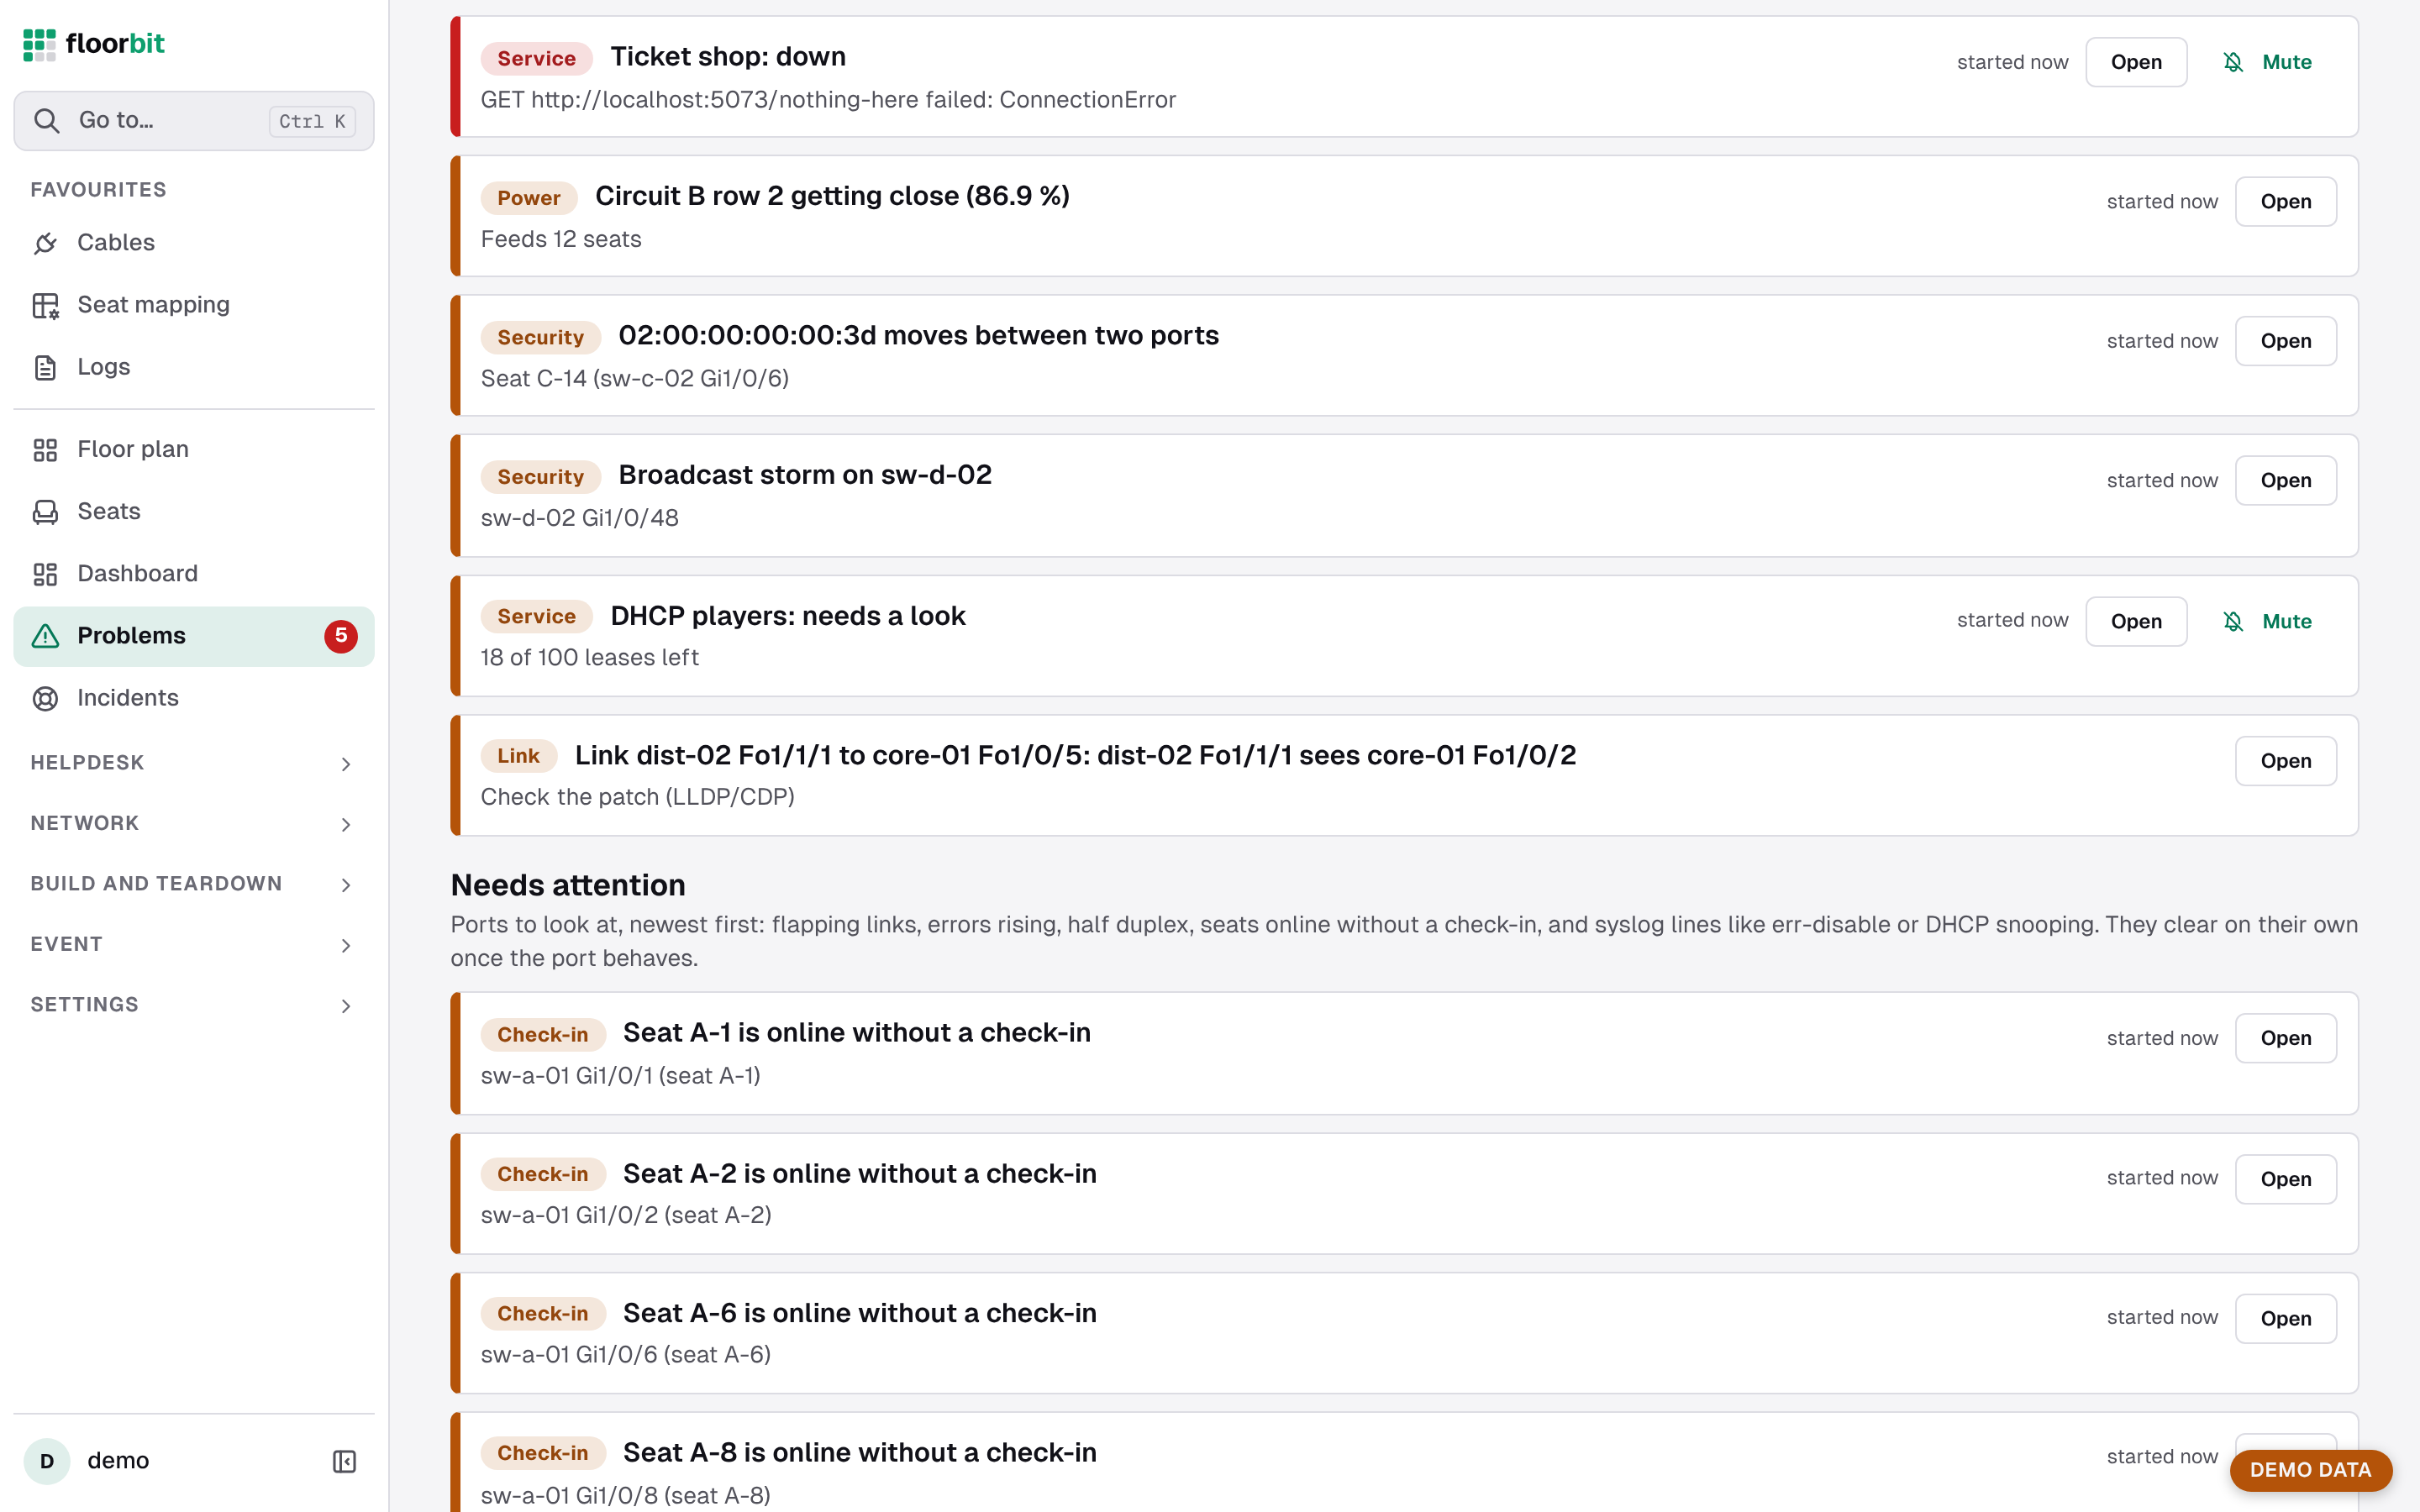 floorbit
Go to... Ctrl K
FAVOURITES
Cables
Seat mapping
Logs
Floor plan
Seats
Dashboard
Problems 5
Incidents
HELPDESK
NETWORK
BUILD AND TEARDOWN
EVENT
SETTINGS
D demo
Service Ticket shop: down started now Open Mute
GET http://localhost:5073/nothing-here failed: ConnectionError
Power Circuit B row 2 getting close (86.9 %) started now Open
Feeds 12 seats
Security 02:00:00:00:00:3d moves between two ports started now Open
Seat C-14 (sw-c-02 Gi1/0/6)
Security Broadcast storm on sw-d-02 started now Open
sw-d-02 Gi1/0/48
Service DHCP players: needs a look started now Open Mute
18 of 100 leases left
Link Link dist-02 Fo1/1/1 to core-01 Fo1/0/5: dist-02 Fo1/1/1 sees core-01 Fo1/0/2 Open
Check the patch (LLDP/CDP)
Needs attention
Ports to look at, newest first: flapping links, errors rising, half duplex, seats online without a check-in, and syslog lines like err-disable or DHCP snooping. They clear on their own
once the port behaves.
Check-in Seat A-1 is online without a check-in started now Open
sw-a-01 Gi1/0/1 (seat A-1)
Check-in Seat A-2 is online without a check-in started now Open
sw-a-01 Gi1/0/2 (seat A-2)
Check-in Seat A-6 is online without a check-in started now Open
sw-a-01 Gi1/0/6 (seat A-6)
Check-in Seat A-8 is online without a check-in started now
sw-a-01 Gi1/0/8 (seat A-8)
DEMO DATA